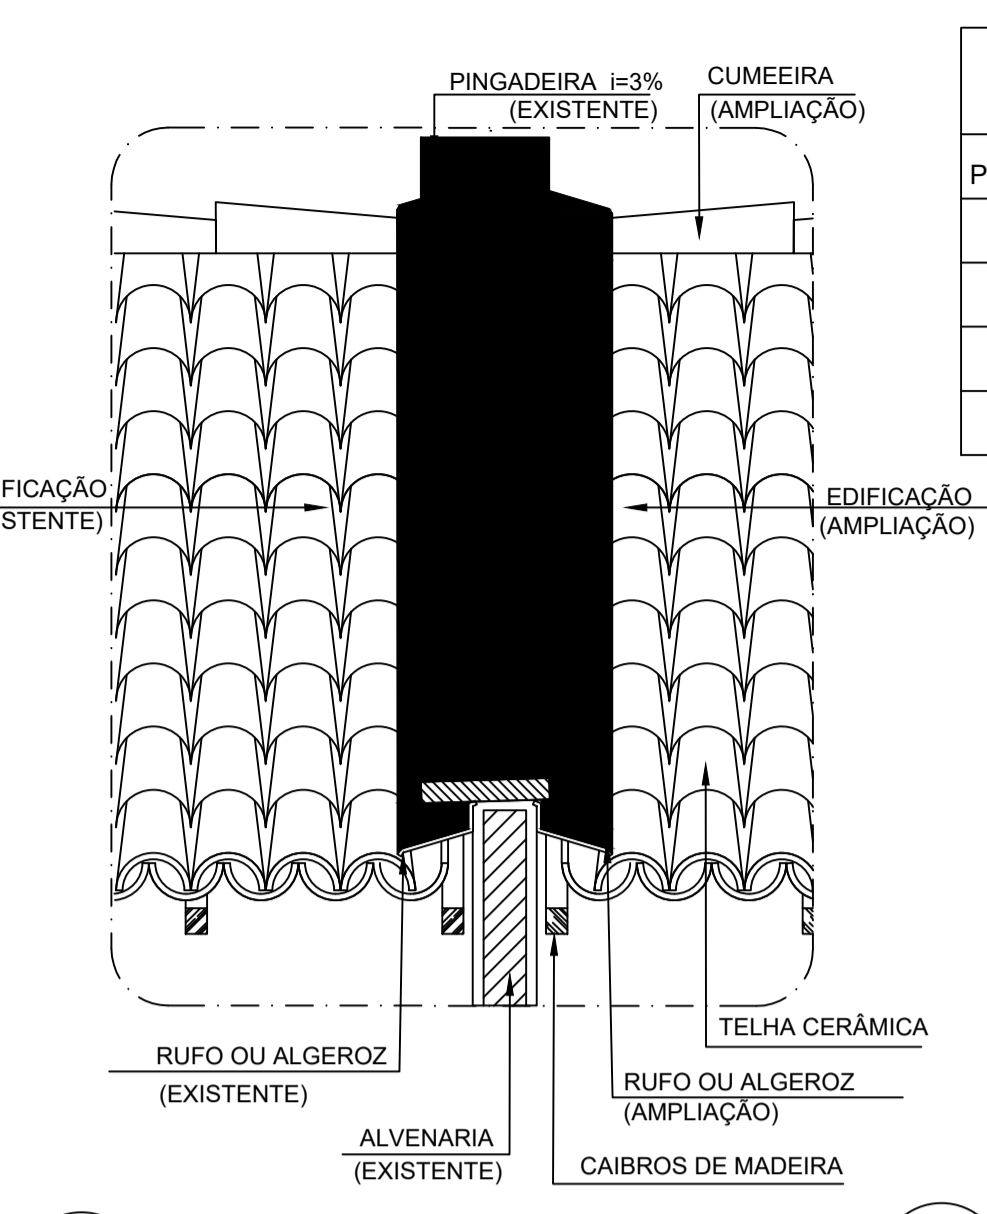 PINGADEIRA i=3%
(EXISTENTE)
CUMEEIRA
(AMPLIAÇÃO)
P
FICAÇÃO
STENTE)
EDIFICAÇÃO
(AMPLIAÇÃO)
TELHA CERÂMICA
RUFO OU ALGEROZ
(EXISTENTE)
RUFO OU ALGEROZ
(AMPLIAÇÃO)
ALVENARIA
(EXISTENTE)
CAIBROS DE MADEIRA